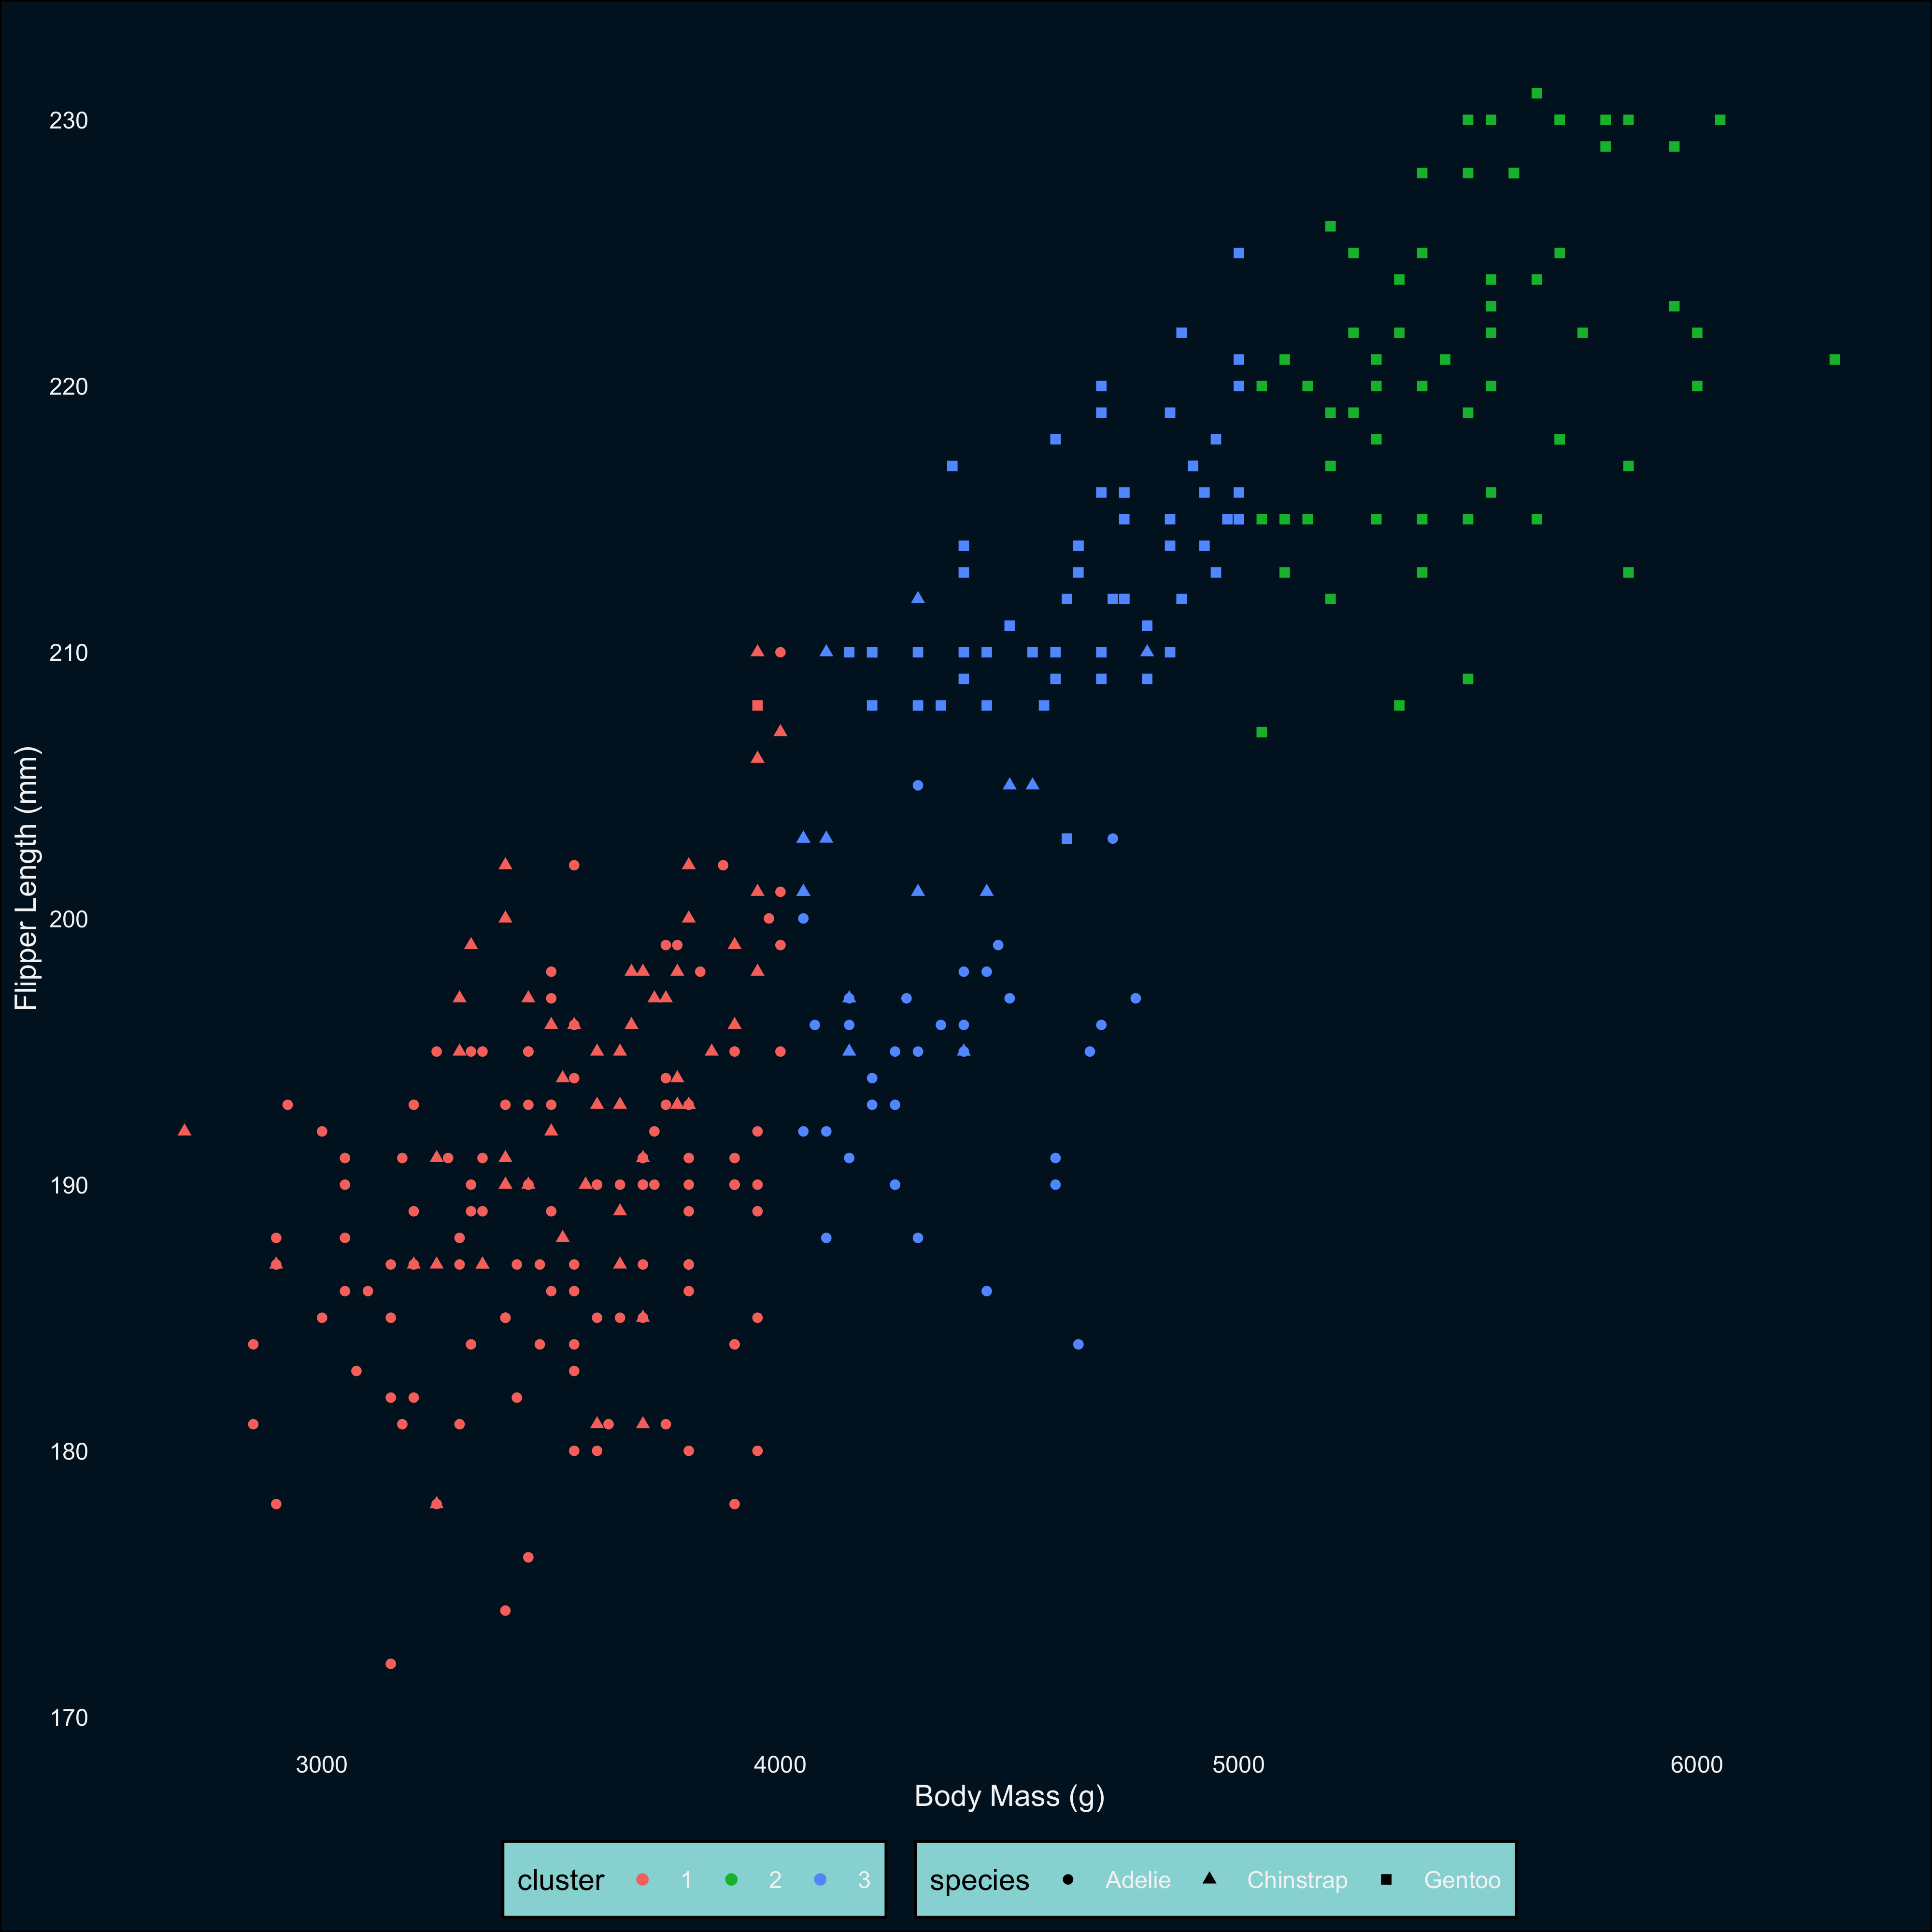 230
220
210
200
190
180
170
Flipper Length (mm)
3000 4000 5000 6000
Body Mass (g)
cluster 1 2 3 species Adelie Chinstrap Gentoo